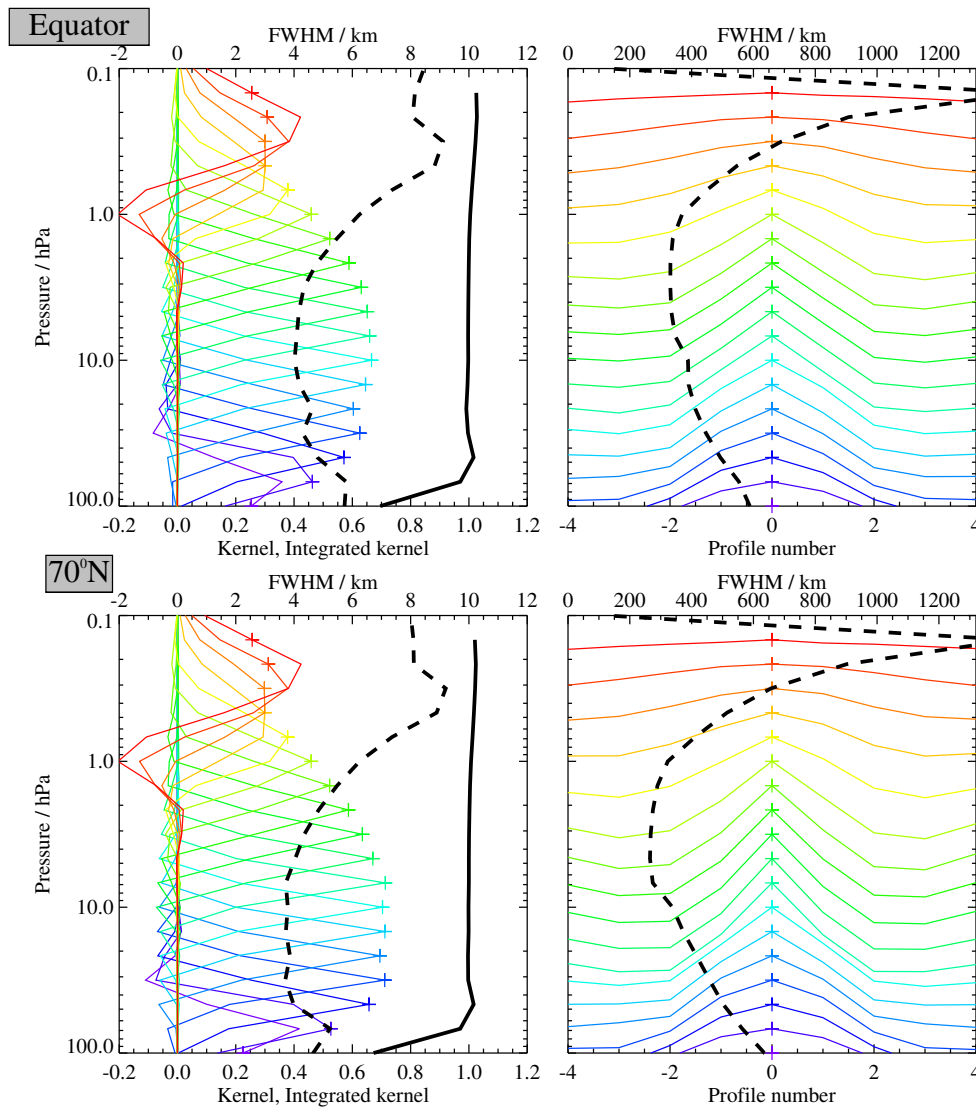 Equator
FWHM / km
-2 0 2 4 6 8 10 12
0.1
1.0
10.0
100.0
Pressure / hPa
-0.2 0.0 0.2 0.4 0.6 0.8 1.0 1.2
Kernel, Integrated kernel
FWHM / km
0 200 400 600 800 1000 1200
-4 -2 0 2 4
Profile number
70⁰N
FWHM / km
-2 0 2 4 6 8 10 12
0.1
1.0
10.0
100.0
Pressure / hPa
-0.2 0.0 0.2 0.4 0.6 0.8 1.0 1.2
Kernel, Integrated kernel
FWHM / km
0 200 400 600 800 1000 1200
-4 -2 0 2 4
Profile number